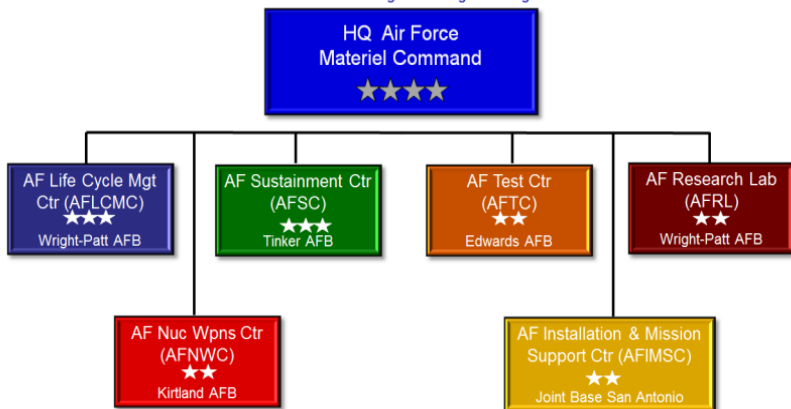 HQ Air Force
Materiel Command
AF Life Cycle Mgt
Ctr (AFLCMC)
Wright-Patt AFB
AF Sustainment Ctr
(AFSC)
Tinker AFB
AF Test Ctr
(AFTC)
Edwards AFB
AF Research Lab
(AFRL)
Wright-Patt AFB
AF Nuc Wpns Ctr
(AFNWC)
Kirtland AFB
AF Installation & Mission
Support Ctr (AFIMSC)
Joint Base San Antonio